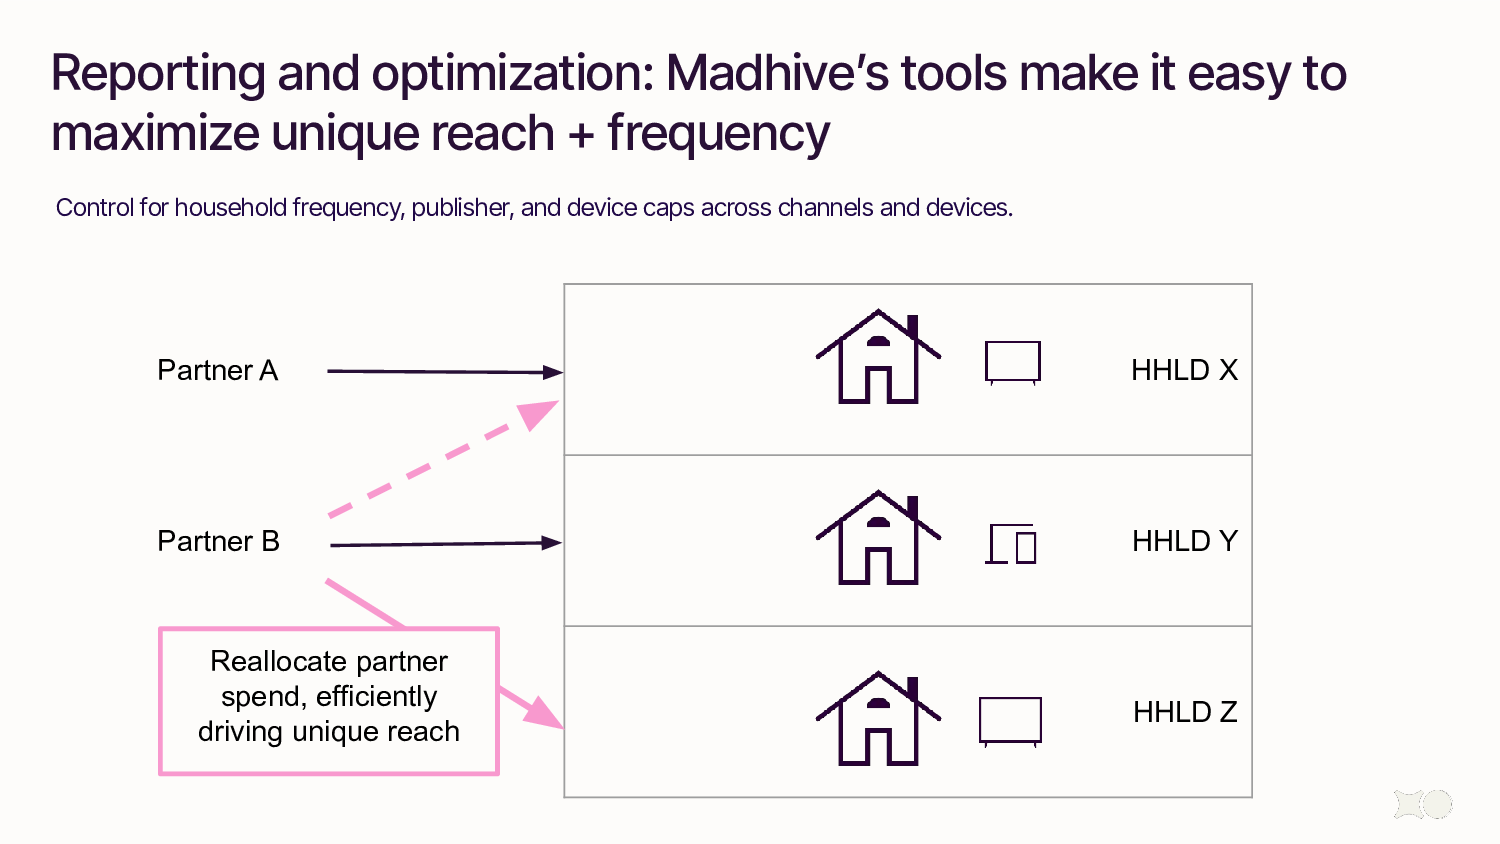 Reporting and optimization: Madhive’s tools make it easy to
maximize unique reach + frequency
Control for household frequency, publisher, and device caps across channels and devices.
Partner A
HHLD X
Partner B
HHLD Y
Reallocate partner
spend, efficiently
driving unique reach
HHLD Z